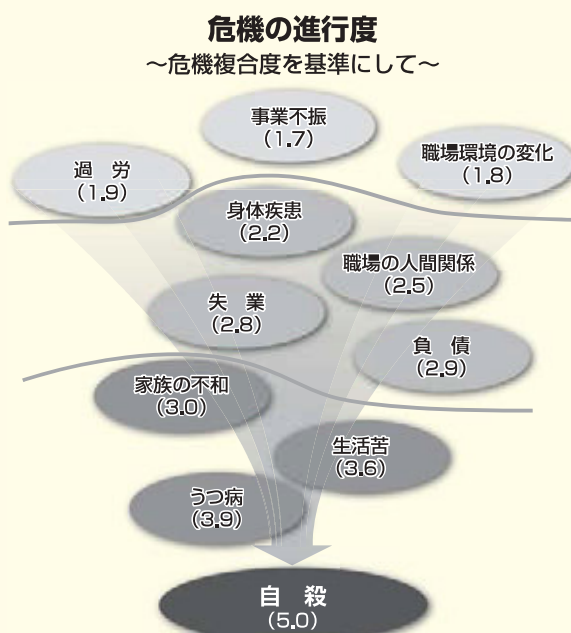 危機の進行度
～危機複合度を基準にして～
事業不振
(1.7)
過 労
(1.9)
職場環境の変化
(1.8)
身体疾患
(2.2)
職場の人間関係
(2.5)
失 業
(2.8)
負 債
(2.9)
家族の不和
(3.0)
生活苦
(3.6)
うつ病
(3.9)
自 殺
(5.0)